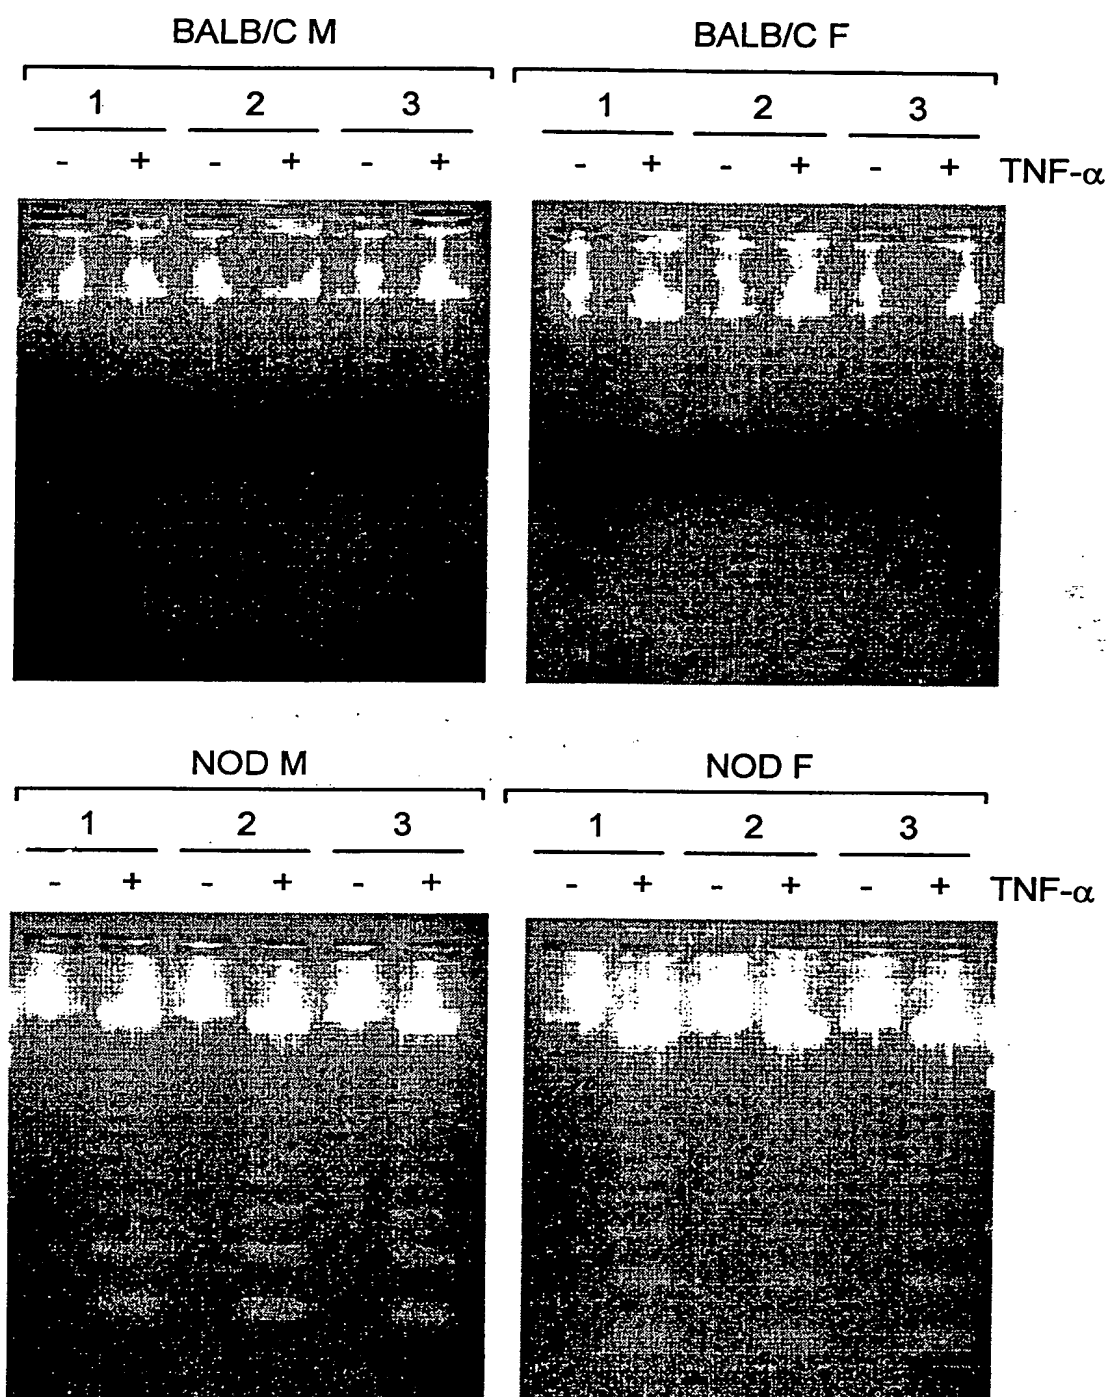 BALB/C M
BALB/C F
1 2 3
1 2 3
- + - + - +
- + - + - + TNF-α
NOD M
NOD F
1 2 3
1 2 3
- + - + - +
- + - + - + TNF-α